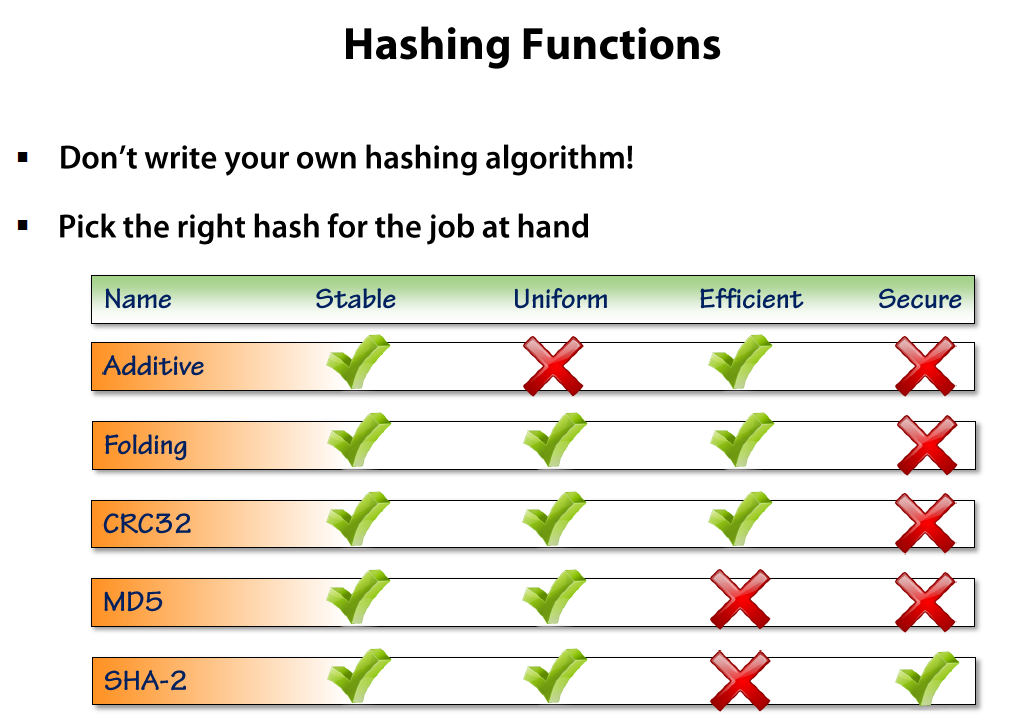 Hashing Functions
▪ Don’t write your own hashing algorithm!
▪ Pick the right hash for the job at hand
Name Stable Uniform Efficient Secure
Additive
Folding
CRC32
MD5
SHA-2